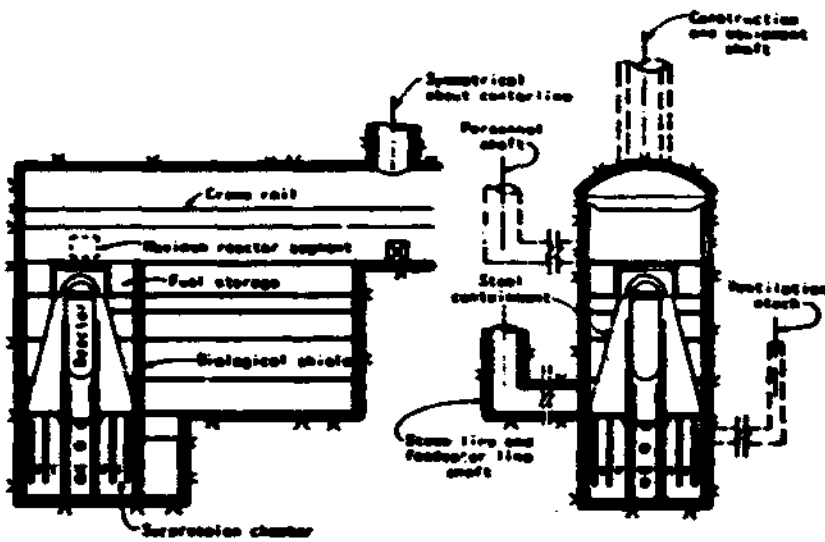 Construction
and equipment
shaft
Symmetrical
about centerline
Personnel
shaft
Crane rail
Maximum reactor segment
Fuel storage
Steel
containment
Ventilation
stack
Reactor
Biological shield
Steam line and
feedwater line
shaft
Suppression chamber